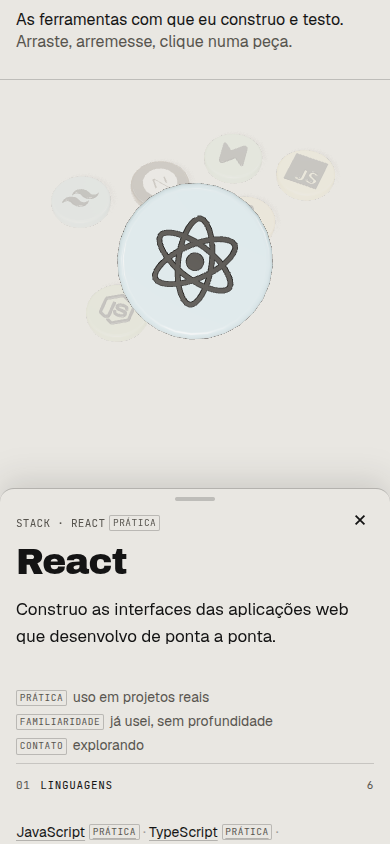 As ferramentas com que eu construo e testo.
Arraste, arremesse, clique numa peça.
N
JS
JS
STACK · REACT PRÁTICA
×
React
Construo as interfaces das aplicações web
que desenvolvo de ponta a ponta.
PRÁTICA uso em projetos reais
FAMILIARIDADE já usei, sem profundidade
CONTATO explorando
01 LINGUAGENS 6
JavaScript PRÁTICA · TypeScript PRÁTICA ·